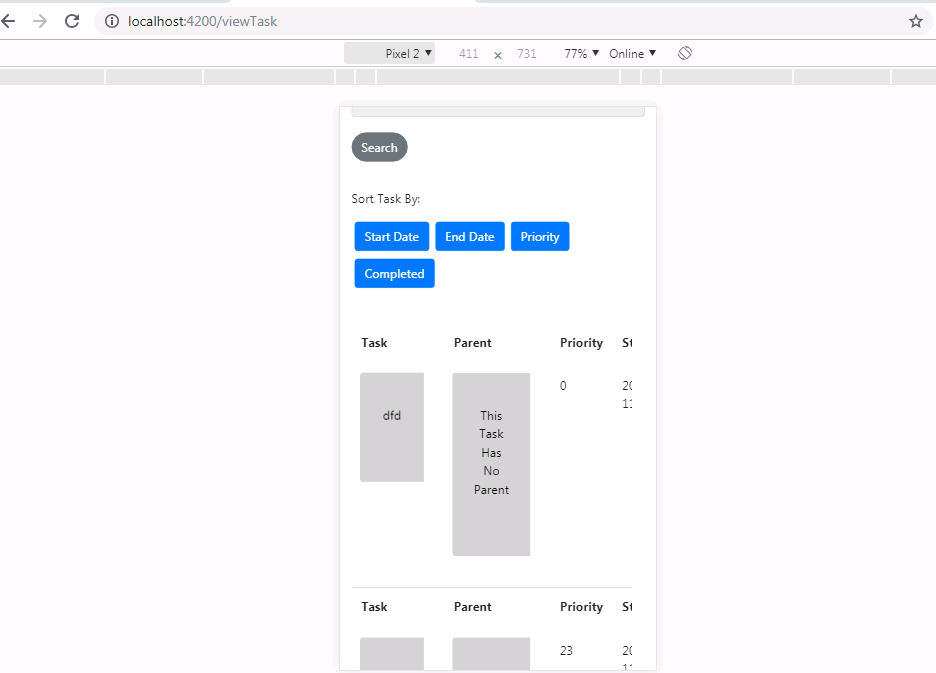 localhost:4200/viewTask
Pixel 2 411 × 731 77% Online
Search
Sort Task By:
Start Date End Date Priority
Completed
Task Parent Priority
dfd This Task Has No Parent 0
Task Parent Priority
23